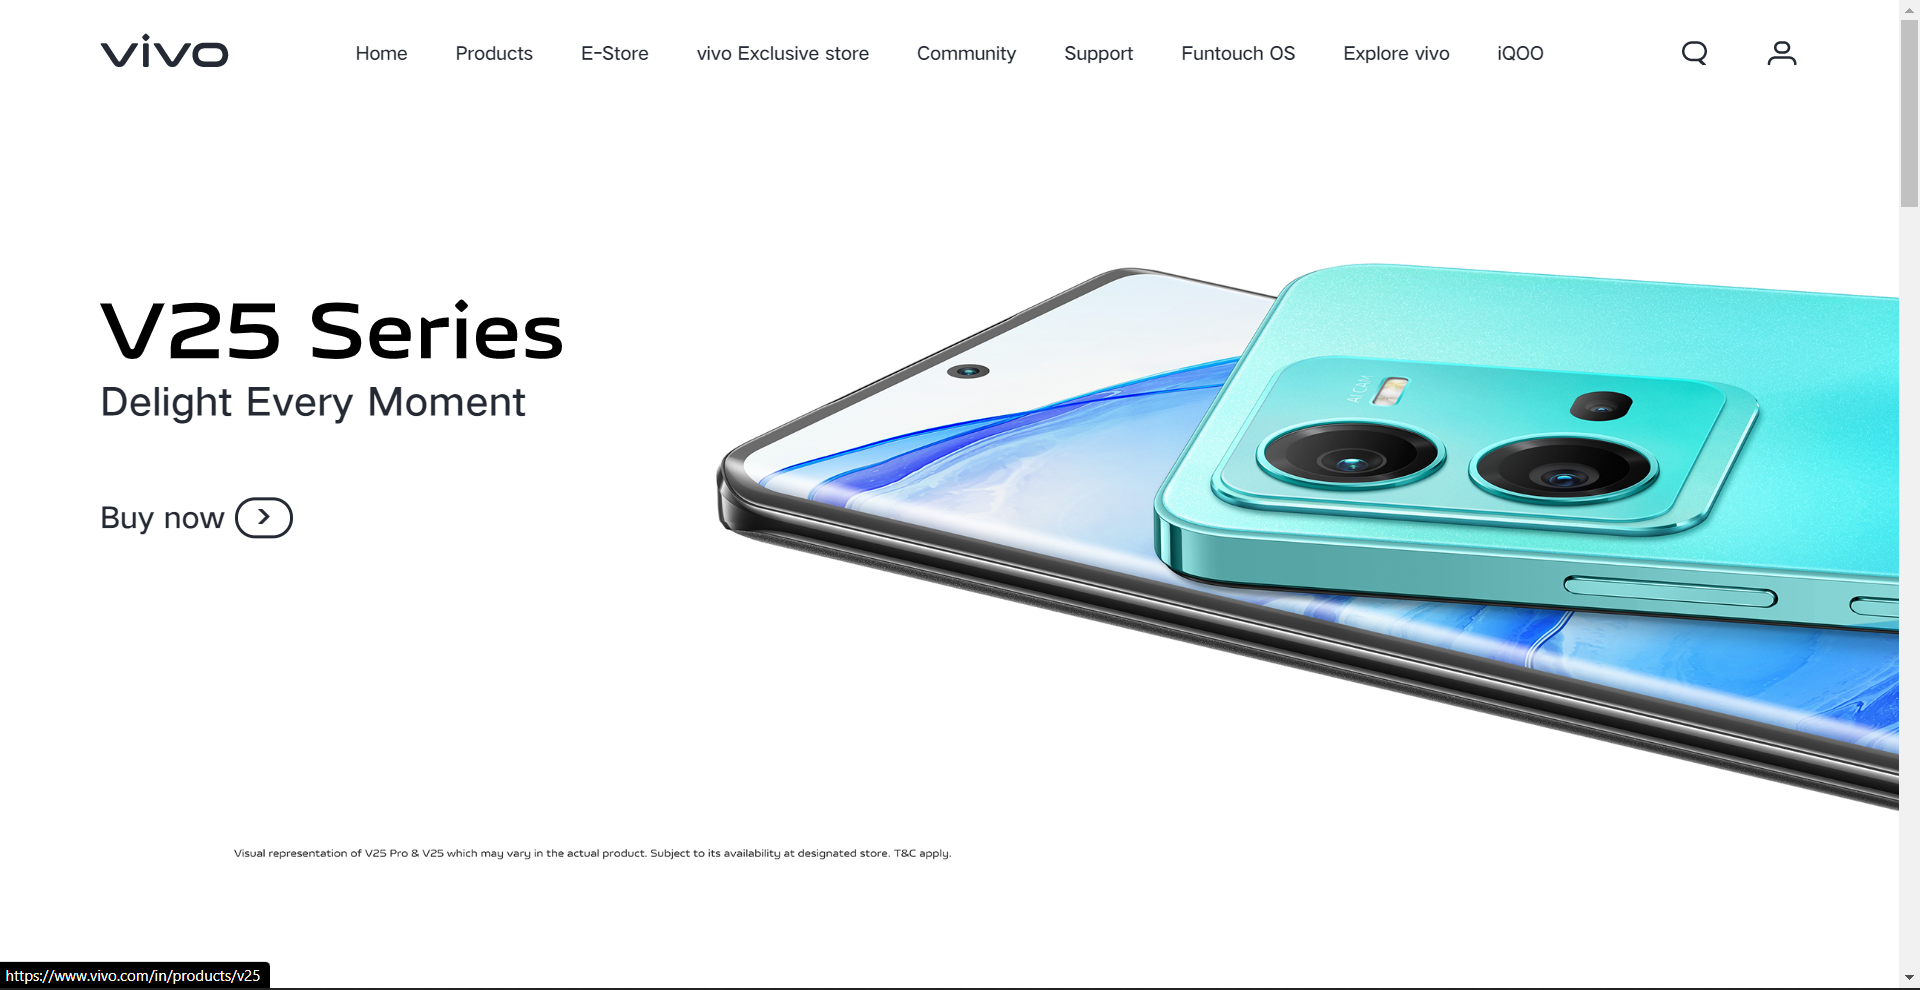 vivo
Home Products E-Store vivo Exclusive store Community Support Funtouch OS Explore vivo iQOO
V25 Series
Delight Every Moment
Buy now
AI CAM
Visual representation of V25 Pro & V25 which may vary in the actual product. Subject to its availability at designated store. T&C apply.
https://www.vivo.com/in/products/v25